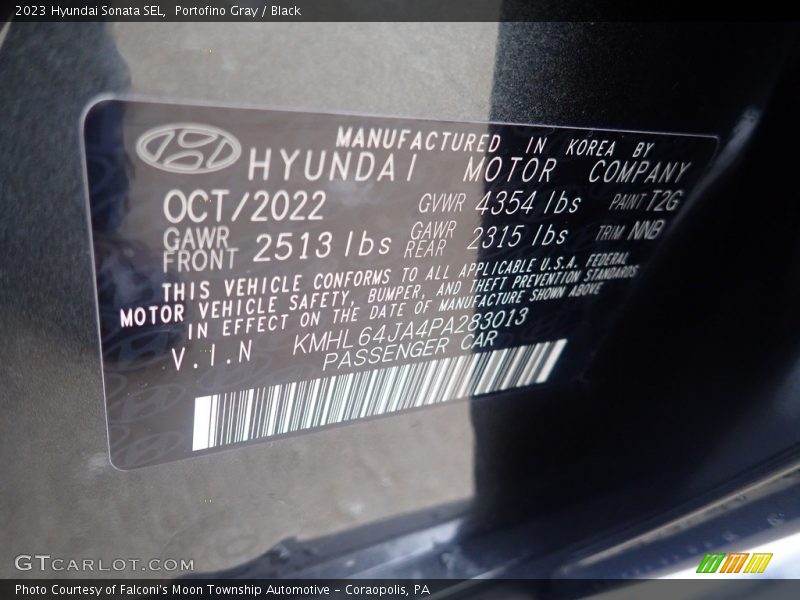 2023 Hyundai Sonata SEL, Portofino Gray / Black
MANUFACTURED IN KOREA BY
HYUNDAI MOTOR COMPANY
OCT/2022 GVWR 4354 lbs PAINT T2G
GAWR FRONT 2513 lbs GAWR REAR 2315 lbs TRIM NNB
THIS VEHICLE CONFORMS TO ALL APPLICABLE U.S.A. FEDERAL
MOTOR VEHICLE SAFETY, BUMPER, AND THEFT PREVENTION STANDARDS
IN EFFECT ON THE DATE OF MANUFACTURE SHOWN ABOVE
V.I.N KMHL64JA4PA283013
PASSENGER CAR
GTCARLOT.COM
Photo Courtesy of Falconi's Moon Township Automotive - Coraopolis, PA